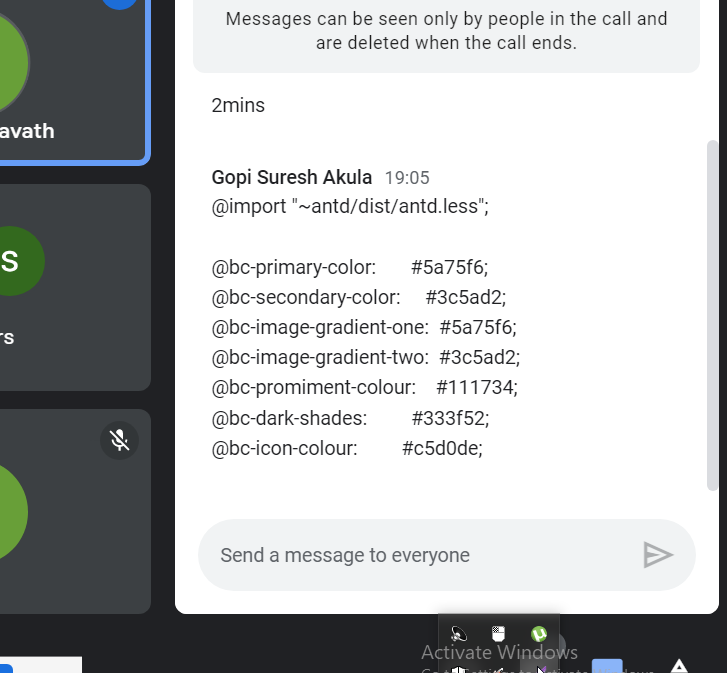 Messages can be seen only by people in the call and
are deleted when the call ends.
2mins
avath
Gopi Suresh Akula 19:05
@import "~antd/dist/antd.less";
S
@bc-primary-color: #5a75f6;
@bc-secondary-color: #3c5ad2;
@bc-image-gradient-one: #5a75f6;
rs
@bc-image-gradient-two: #3c5ad2;
@bc-promiment-colour: #111734;
@bc-dark-shades: #333f52;
@bc-icon-colour: #c5d0de;
Send a message to everyone
Activate Windows